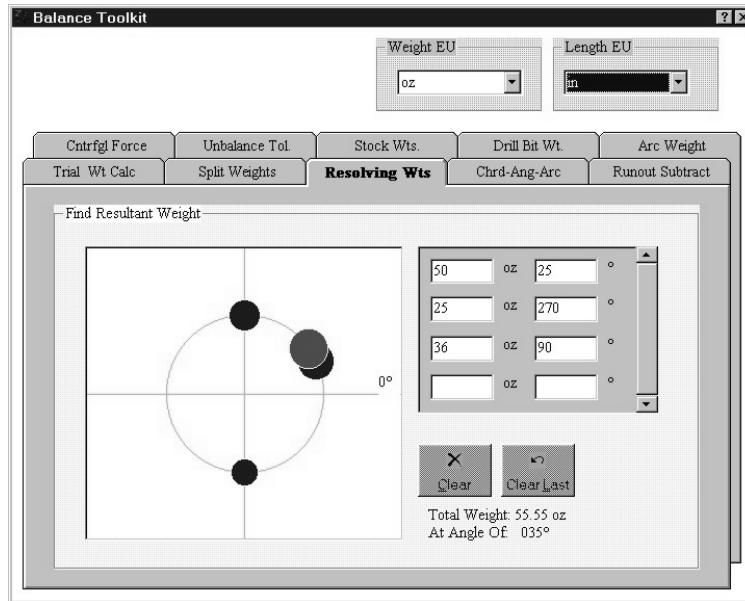 Balance Toolkit
Weight EU
Length EU
oz
in
Cntrfgl Force
Unbalance Tol.
Stock Wts.
Drill Bit Wt.
Arc Weight
Trial Wt Calc
Split Weights
Resolving Wts
Chrd-Ang-Arc
Runout Subtract
Find Resultant Weight
0°
50 oz 25 °
25 oz 270 °
36 oz 90 °
oz °
Clear
Clear Last
Total Weight: 55.55 oz
At Angle Of: 035°